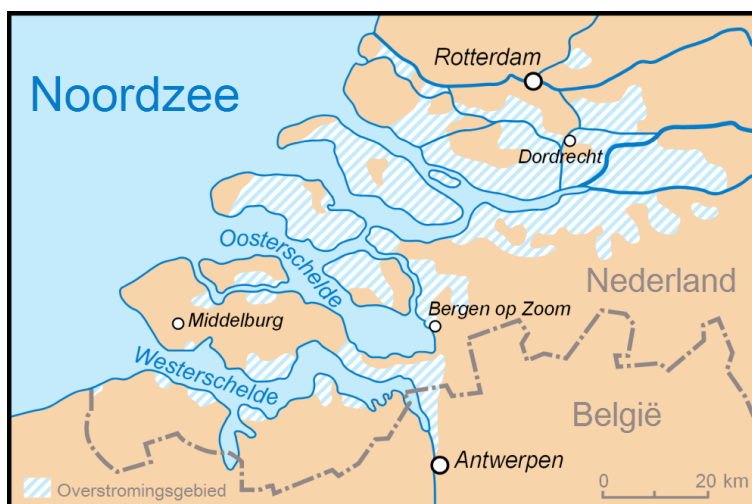 Noordzee
Rotterdam
Dordrecht
Oosterschelde
Nederland
Bergen op Zoom
Middelburg
Westerschelde
België
Antwerpen
Overstromingsgebied
0 20 km